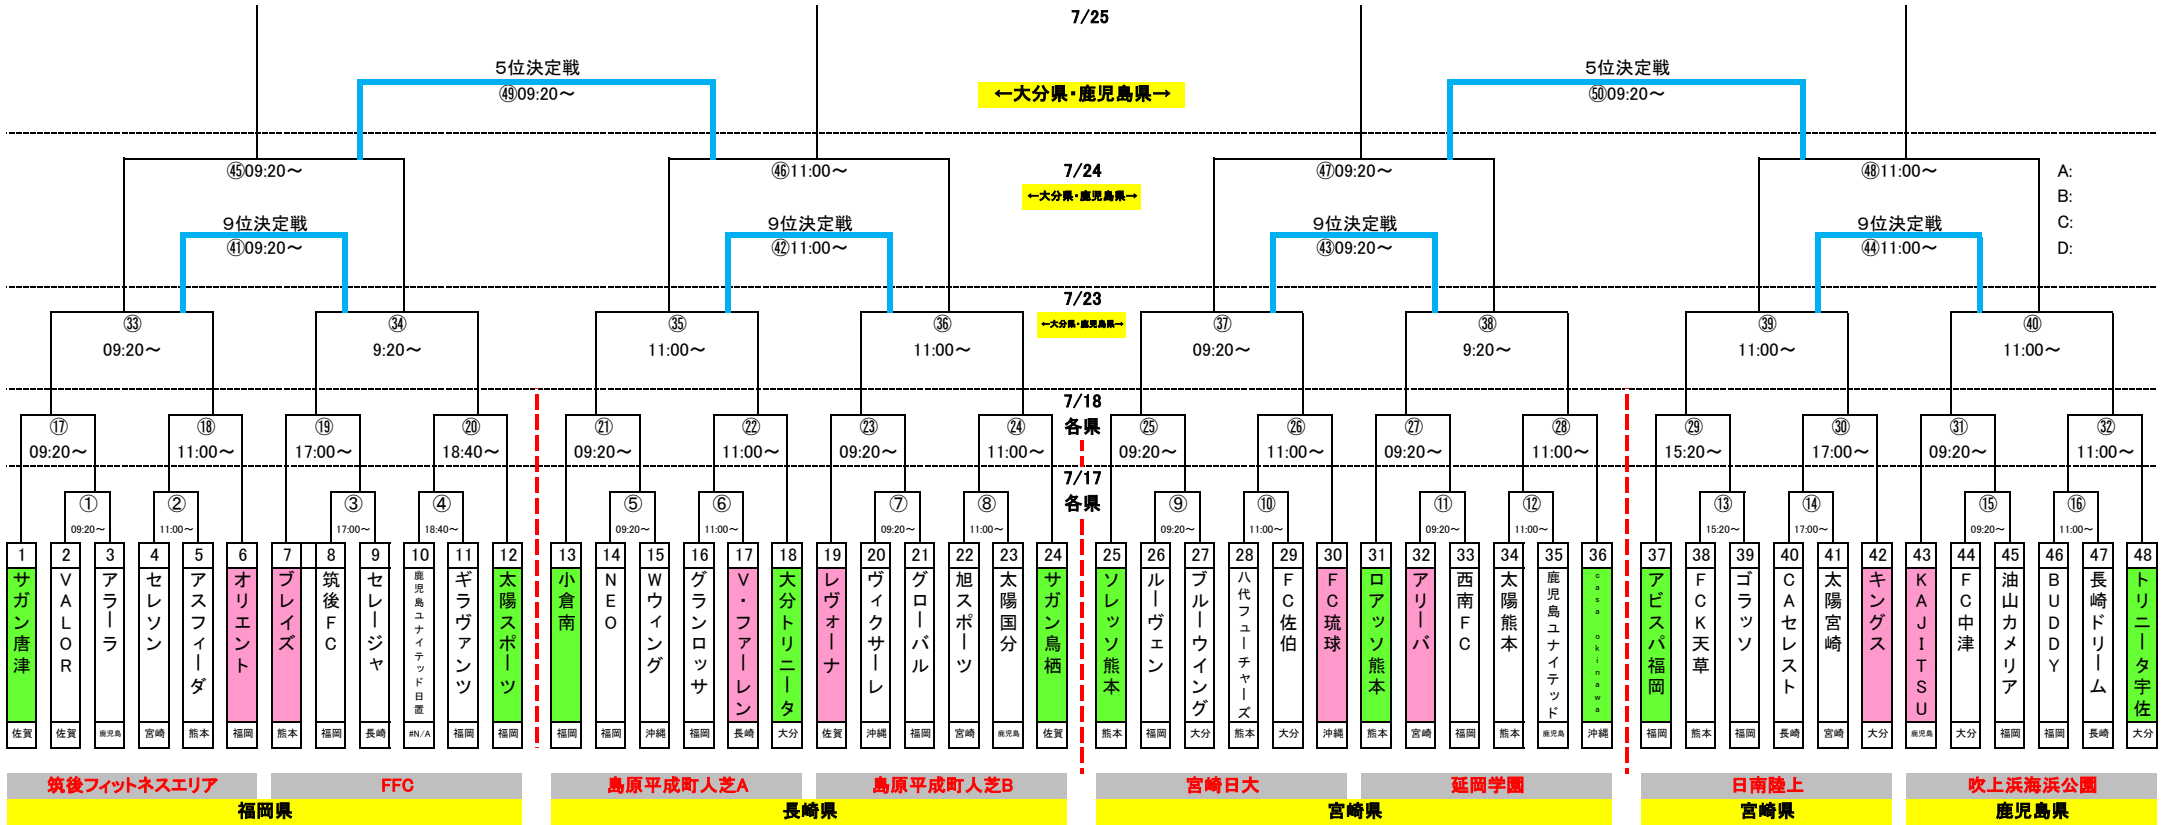 7/25
5位決定戦
5位決定戦
㊾09:20～
←大分県・鹿児島県→
㊿09:20～
㊺09:20～
㊻11:00～
7/24
㊼09:20～
㊽11:00～
A:
←大分県・鹿児島県→
B:
9位決定戦
9位決定戦
9位決定戦
9位決定戦
C:
㊶09:20～
㊷11:00～
㊸09:20～
㊹11:00～
D:
7/23
㉝
㉞
㉟
㊱
←大分県・鹿児島県→
㊲
㊳
㊴
㊵
09:20～
9:20～
11:00～
11:00～
09:20～
9:20～
11:00～
11:00～
7/18
各県
⑰
⑱
⑲
⑳
㉑
㉒
㉓
㉔
㉕
㉖
㉗
㉘
㉙
㉚
㉛
㉜
09:20～
11:00～
17:00～
18:40～
09:20～
11:00～
09:20～
11:00～
09:20～
11:00～
09:20～
11:00～
15:20～
17:00～
09:20～
11:00～
7/17
各県
①
②
③
④
⑤
⑥
⑦
⑧
⑨
⑩
⑪
⑫
⑬
⑭
⑮
⑯
09:20～
11:00～
17:00～
18:40～
09:20～
11:00～
09:20～
11:00～
09:20～
11:00～
09:20～
11:00～
15:20～
17:00～
09:20～
11:00～
1
サガン唐津
佐賀
2
VALOR
佐賀
3
アラーラ
鹿児島
4
セレソン
宮崎
5
アスフィーダ
熊本
6
オリエント
福岡
7
ブレイズ
熊本
8
筑後FC
福岡
9
セレージャ
長崎
10
鹿児島ユナイテッド日置
#N/A
11
ギラヴァンツ
福岡
12
太陽スポーツ
福岡
13
小倉南
福岡
14
NEO
福岡
15
Wウィング
沖縄
16
グランロッサ
福岡
17
V・ファーレン
長崎
18
大分トリニータ
大分
19
レヴォーナ
佐賀
20
ヴィクサーレ
沖縄
21
グローバル
福岡
22
旭スポーツ
宮崎
23
太陽国分
鹿児島
24
サガン鳥栖
佐賀
25
ソレッソ熊本
熊本
26
ルーヴェン
福岡
27
ブルーウイング
大分
28
八代フューチャーズ
熊本
29
FC佐伯
大分
30
FC琉球
沖縄
31
ロアッソ熊本
熊本
32
アリーバ
宮崎
33
西南FC
福岡
34
太陽熊本
熊本
35
鹿児島ユナイテッド
鹿児島
36
casa okinawa
沖縄
37
アビスパ福岡
福岡
38
FCK天草
熊本
39
ゴラッソ
福岡
40
CAセレスト
長崎
41
太陽宮崎
宮崎
42
キングス
大分
43
KAJITSU
鹿児島
44
FC中津
大分
45
油山カメリア
福岡
46
BUDDY
福岡
47
長崎ドリーム
長崎
48
トリニータ宇佐
大分
筑後フィットネスエリア
FFC
島原平成町人芝A
島原平成町人芝B
宮崎日大
延岡学園
日南陸上
吹上浜海浜公園
福岡県
長崎県
宮崎県
宮崎県
鹿児島県